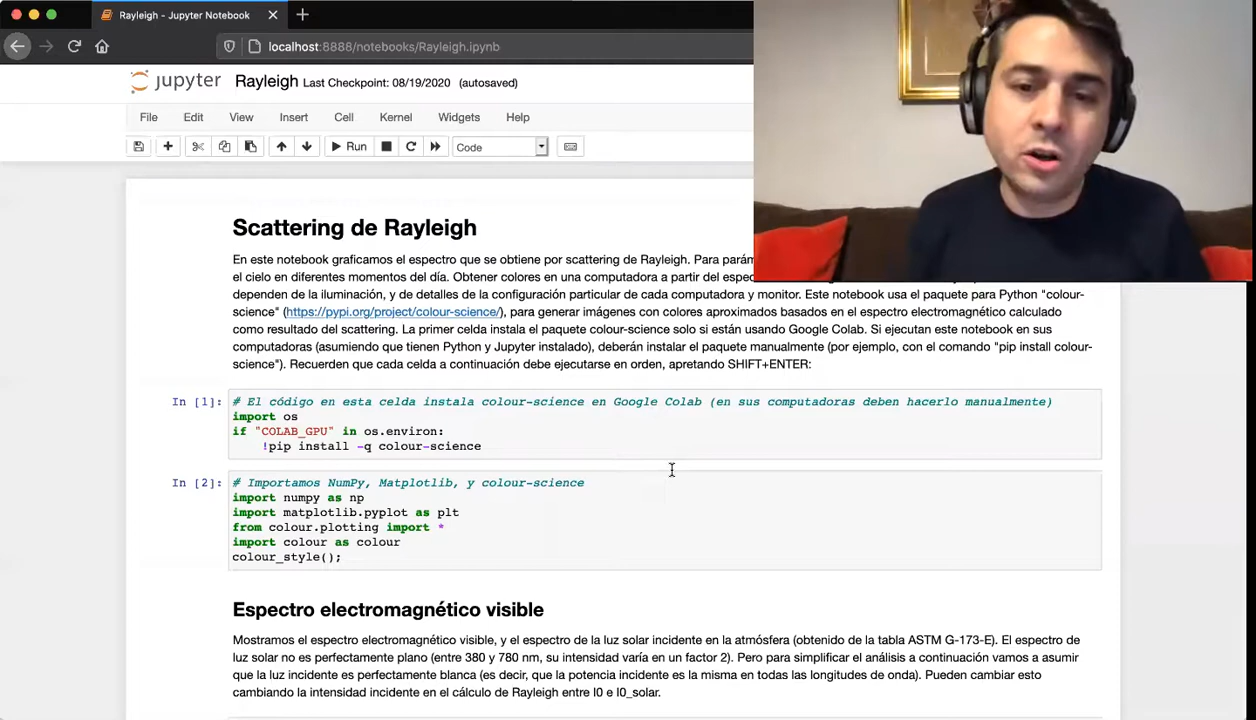 Rayleigh - Jupyter Notebook
localhost:8888/notebooks/Rayleigh.ipynb
jupyter Rayleigh Last Checkpoint: 08/19/2020 (autosaved)
File Edit View Insert Cell Kernel Widgets Help
Run Code
Scattering de Rayleigh
En este notebook graficamos el espectro que se obtiene por scattering de Rayleigh. Para parám
el cielo en diferentes momentos del día. Obtener colores en una computadora a partir del espec
dependen de la iluminación, y de detalles de la configuración particular de cada computadora y monitor. Este notebook usa el paquete para Python "colour-
science" (https://pypi.org/project/colour-science/), para generar imágenes con colores aproximados basados en el espectro electromagnético calculado
como resultado del scattering. La primer celda instala el paquete colour-science solo si están usando Google Colab. Si ejecutan este notebook en sus
computadoras (asumiendo que tienen Python y Jupyter instalado), deberán instalar el paquete manualmente (por ejemplo, con el comando "pip install colour-
science"). Recuerden que cada celda a continuación debe ejecutarse en orden, apretando SHIFT+ENTER:
In [1]: # El código en esta celda instala colour-science en Google Colab (en sus computadoras deben hacerlo manualmente)
import os
if "COLAB_GPU" in os.environ:
!pip install -q colour-science
In [2]: # Importamos NumPy, Matplotlib, y colour-science
import numpy as np
import matplotlib.pyplot as plt
from colour.plotting import *
import colour as colour
colour_style();
Espectro electromagnético visible
Mostramos el espectro electromagnético visible, y el espectro de la luz solar incidente en la atmósfera (obtenido de la tabla ASTM G-173-E). El espectro de
luz solar no es perfectamente plano (entre 380 y 780 nm, su intensidad varía en un factor 2). Pero para simplificar el análisis a continuación vamos a asumir
que la luz incidente es perfectamente blanca (es decir, que la potencia incidente es la misma en todas las longitudes de onda). Pueden cambiar esto
cambiando la intensidad incidente en el cálculo de Rayleigh entre I0 e I0_solar.